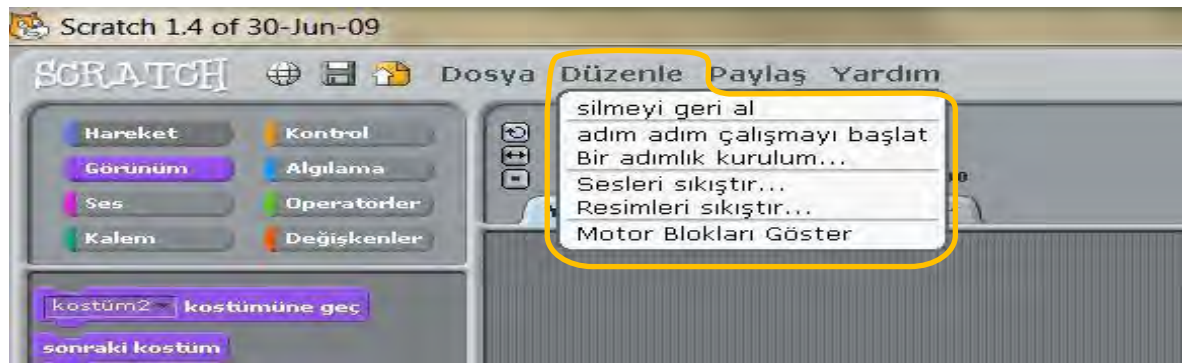 Scratch 1.4 of 30-Jun-09
SCRATCH Dosya Düzenle Paylaş Yardım
silmeyi geri al
adım adım çalışmayı başlat
Bir adımlık kurulum...
Sesleri sıkıştır...
Resimleri sıkıştır...
Motor Blokları Göster
Hareket Kontrol
Görünüm Algılama
Ses Operatörler
Kalem Değişkenler
kostüm2 kostümüne geç
sonraki kostüm